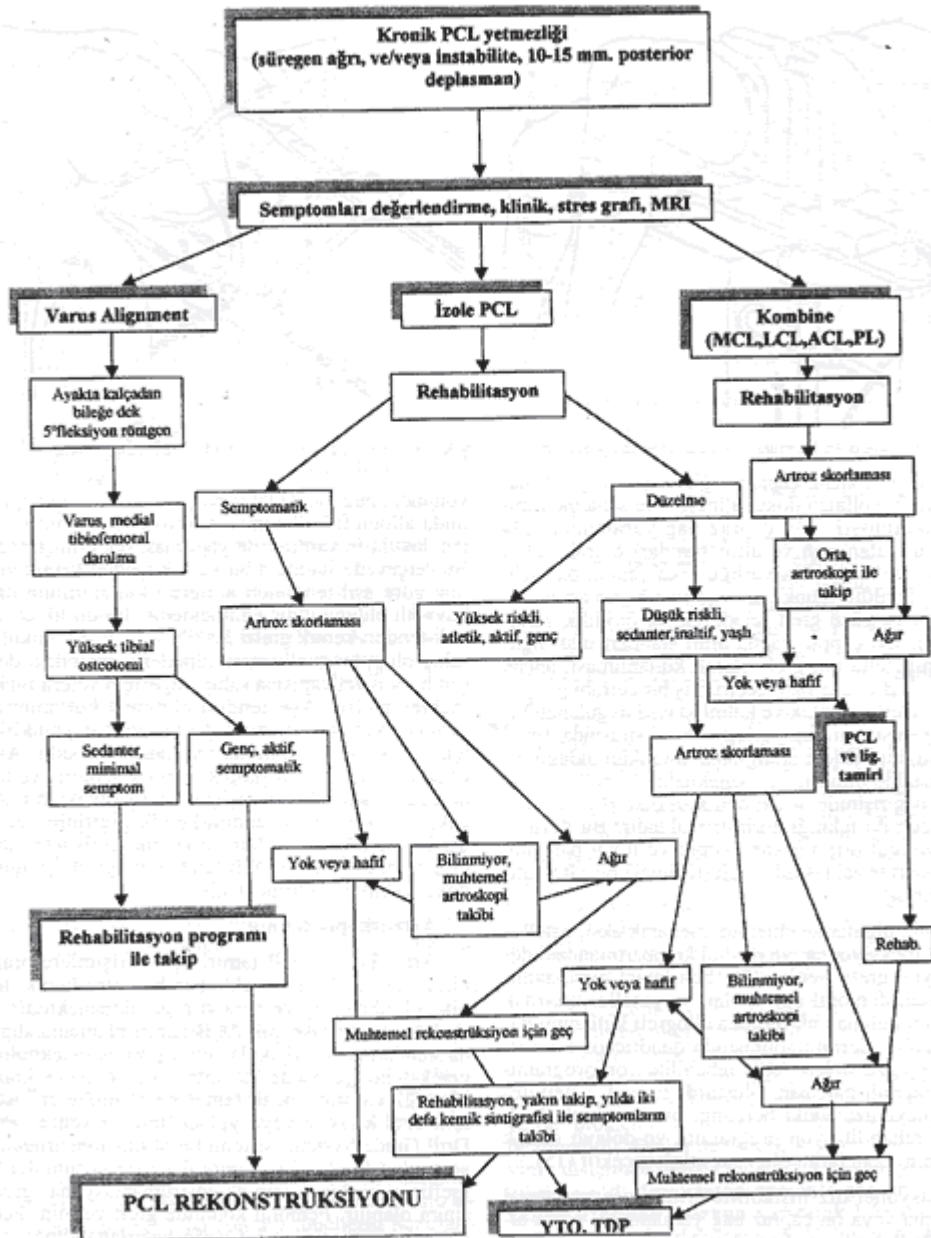 Kronik PCL yetmezliği
(süregen ağrı, ve/veya instabilite, 10-15 mm. posterior
deplasman)
Semptomları değerlendirme, klinik, stres grafi, MRI
Varus Alignment
İzole PCL
Kombine
(MCL,LCL,ACL,PL)
Ayakta kalçadan
bileğe dek
5°fleksiyon röntgen
Rehabilitasyon
Rehabilitasyon
Artroz skorlaması
Semptomatik
Düzelme
Varus, medial
tibiofemoral
daralma
Orta,
artroskopi ile
takip
Ağır
Artroz skorlaması
Yüksek riskli,
atletik, aktif, genç
Düşük riskli,
sedanter,inaltif, yaşlı
Yüksek tibial
osteotomi
Yok veya hafif
Sedanter,
minimal
semptom
Genç, aktif,
semptomatik
Artroz skorlaması
PCL
ve lig.
tamiri
Yok veya hafif
Bilinmiyor,
muhtemel
artroskopi
takibi
Ağır
Rehabilitasyon programı
ile takip
Rehab.
Yok veya hafif
Bilinmiyor,
muhtemel
artroskopi
takibi
Muhtemel rekonstrüksiyon için geç
Ağır
Rehabilitasyon, yakın takip, yılda iki
defa kemik sintigrafisi ile semptomların
takibi
Muhtemel rekonstrüksiyon için geç
PCL REKONSTRÜKSİYONU
YTO, TDP